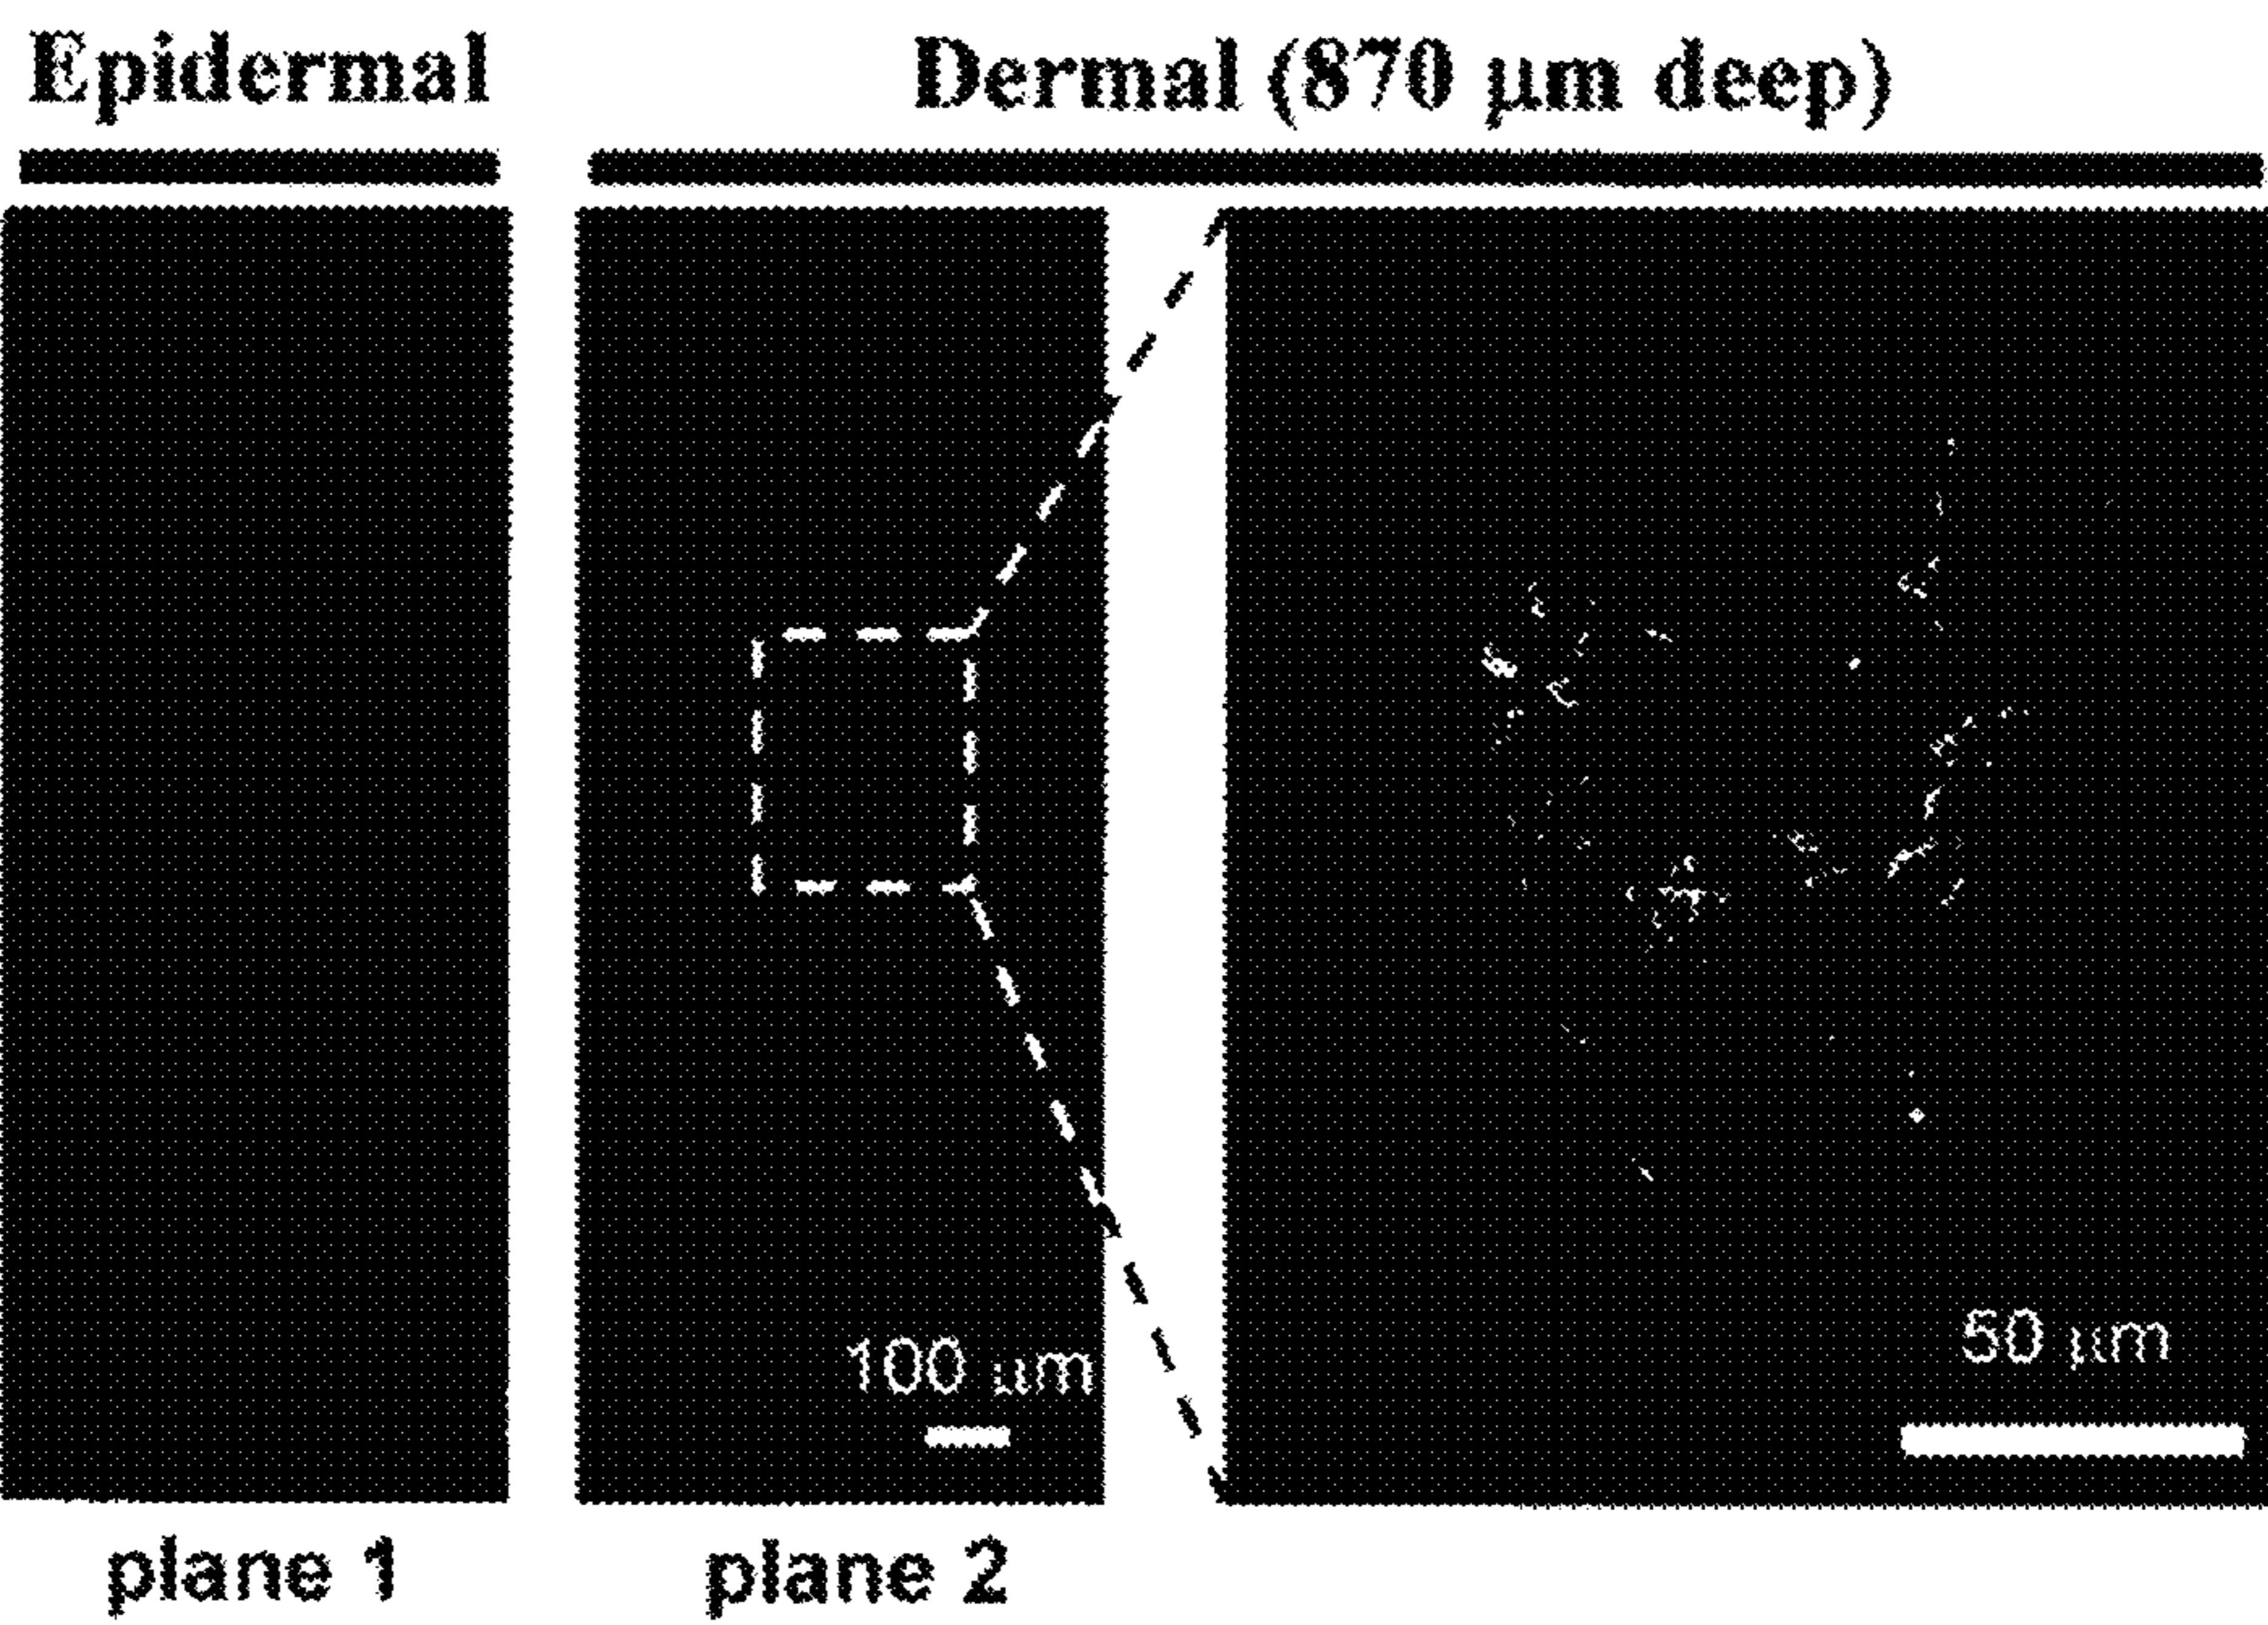 Epidermal
Dermal (870 μm deep)
100 μm
50 μm
plane 1
plane 2